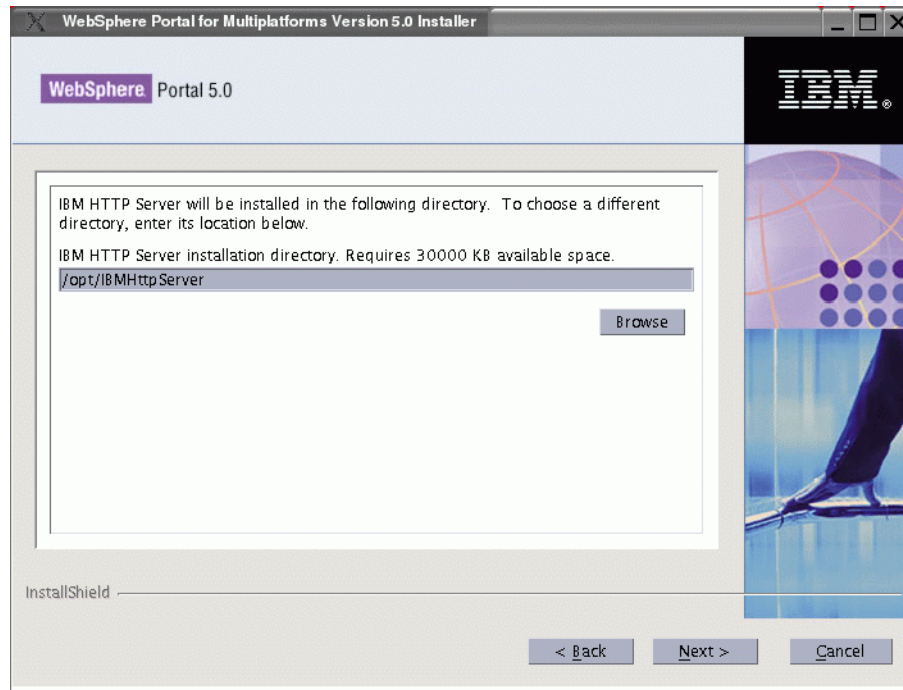 WebSphere Portal for Multiplatforms Version 5.0 Installer
WebSphere. Portal 5.0
IBM®
IBM HTTP Server will be installed in the following directory. To choose a different
directory, enter its location below.
IBM HTTP Server installation directory. Requires 30000 KB available space.
/opt/IBMHttpServer
Browse
InstallShield
< Back
Next >
Cancel